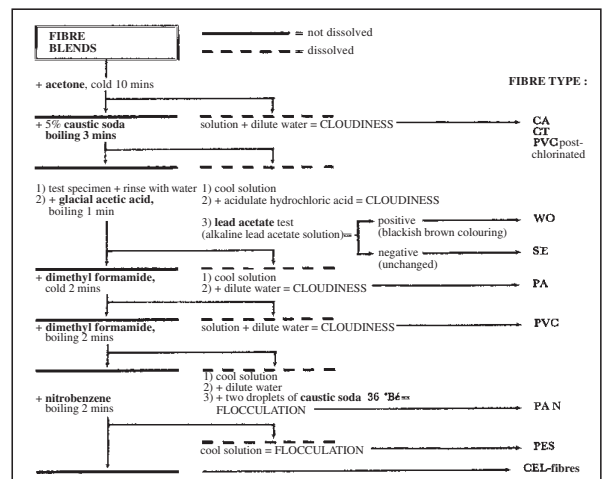 FIBRE
BLENDS
= not dissolved
= dissolved
+ acetone, cold 10 mins
FIBRE TYPE :
+ 5% caustic soda
boiling 3 mins
solution + dilute water = CLOUDINESS
CA
CT
PVC post-
chlorinated
1) test specimen + rinse with water
2) + glacial acetic acid,
boiling 1 min
1) cool solution
2) + acidulate hydrochloric acid = CLOUDINESS
3) lead acetate test
(alkaline lead acetate solution)=
positive
(blackish brown colouring)
WO
negative
(unchanged)
SE
+ dimethyl formamide,
cold 2 mins
1) cool solution
2) + dilute water = CLOUDINESS
PA
+ dimethyl formamide,
boiling 2 mins
solution + dilute water = CLOUDINESS
PVC
1) cool solution
2) + dilute water
3) + two droplets of caustic soda 36 °Bé =
FLOCCULATION
PAN
+ nitrobenzene
boiling 2 mins
cool solution = FLOCCULATION
PES
CEL-fibres